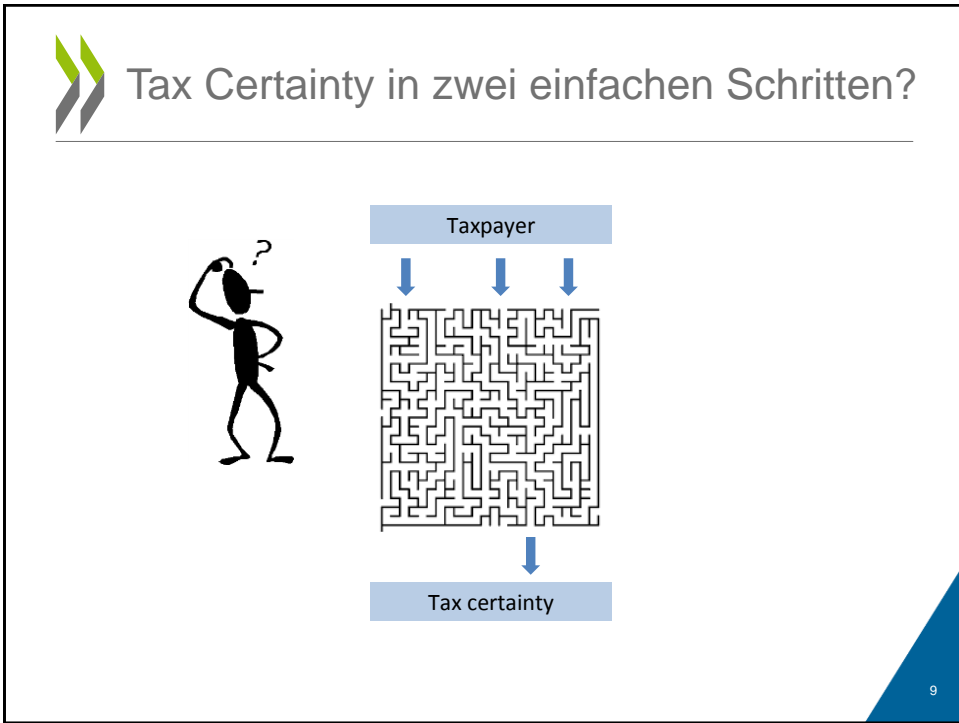 Tax Certainty in zwei einfachen Schritten?
?
Taxpayer
Tax certainty
9